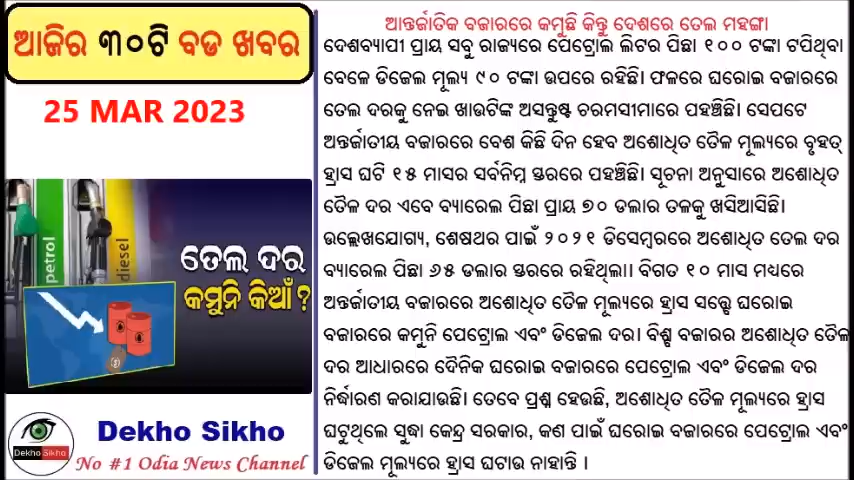 ଆଜିର ୩୦ଟି ବଡ ଖବର
25 MAR 2023
petrol
diesel
ତେଲ ଦର
କମୁନି କିଆଁ ?
Dekho Sikho
Dekho Sikho
No #1 Odia News Channel
ଆନ୍ତର୍ଜାତିକ ବଜାରରେ କମୁଛି କିନ୍ତୁ ଦେଶରେ ତେଲ ମହଙ୍ଗା
ଦେଶବ୍ୟାପୀ ପ୍ରାୟ ସବୁ ରାଜ୍ୟରେ ପେଟ୍ରୋଲ ଲିଟର ପିଛା ୧୦୦ ଟଙ୍କା ଟପିଥିବା
ବେଳେ ଡିଜେଲ ମୂଲ୍ୟ ୯୦ ଟଙ୍କା ଉପରେ ରହିଛି। ଫଳରେ ଘରୋଇ ବଜାରରେ
ତେଲ ଦରକୁ ନେଇ ଖାଉଟିଙ୍କ ଅସନ୍ତୁଷ୍ଟ ଚରମସୀମାରେ ପହଞ୍ଚିଛି। ସେପଟେ
ଅନ୍ତର୍ଜାତୀୟ ବଜାରରେ ବେଶ କିଛି ଦିନ ହେବ ଅଶୋଧିତ ତୈଳ ମୂଲ୍ୟରେ ବୃହତ୍
ହ୍ରାସ ଘଟି ୧୫ ମାସର ସର୍ବନିମ୍ନ ସ୍ତରରେ ପହଞ୍ଚିଛି। ସୂଚନା ଅନୁସାରେ ଅଶୋଧିତ
ତୈଳ ଦର ଏବେ ବ୍ୟାରେଲ ପିଛା ପ୍ରାୟ ୭୦ ଡଲାର ତଳକୁ ଖସିଆସିଛି।
ଉଲ୍ଲେଖଯୋଗ୍ୟ, ଶେଷଥର ପାଇଁ ୨୦୨୧ ଡିସେମ୍ବରରେ ଅଶୋଧିତ ତେଲ ଦର
ବ୍ୟାରେଲ ପିଛା ୬୫ ଡଲାର ସ୍ତରରେ ରହିଥିଲା। ବିଗତ ୧୦ ମାସ ମଧ୍ୟରେ
ଅନ୍ତର୍ଜାତୀୟ ବଜାରରେ ଅଶୋଧିତ ତୈଳ ମୂଲ୍ୟରେ ହ୍ରାସ ସତ୍ତ୍ୱେ ଘରୋଇ
ବଜାରରେ କମୁନି ପେଟ୍ରୋଲ ଏବଂ ଡିଜେଲ ଦର। ବିଶ୍ୱ ବଜାରର ଅଶୋଧିତ ତୈଳ
ଦର ଆଧାରରେ ଦୈନିକ ଘରୋଇ ବଜାରରେ ପେଟ୍ରୋଲ ଏବଂ ଡିଜେଲ ଦର
ନିର୍ଦ୍ଧାରଣ କରାଯାଉଛି। ତେବେ ପ୍ରଶ୍ନ ହେଉଛି, ଅଶୋଧିତ ତୈଳ ମୂଲ୍ୟରେ ହ୍ରାସ
ଘଟୁଥିଲେ ସୁଦ୍ଧା କେନ୍ଦ୍ର ସରକାର, କଣ ପାଇଁ ଘରୋଇ ବଜାରରେ ପେଟ୍ରୋଲ ଏବଂ
ଡିଜେଲ ମୂଲ୍ୟରେ ହ୍ରାସ ଘଟାଉ ନାହାନ୍ତି ।